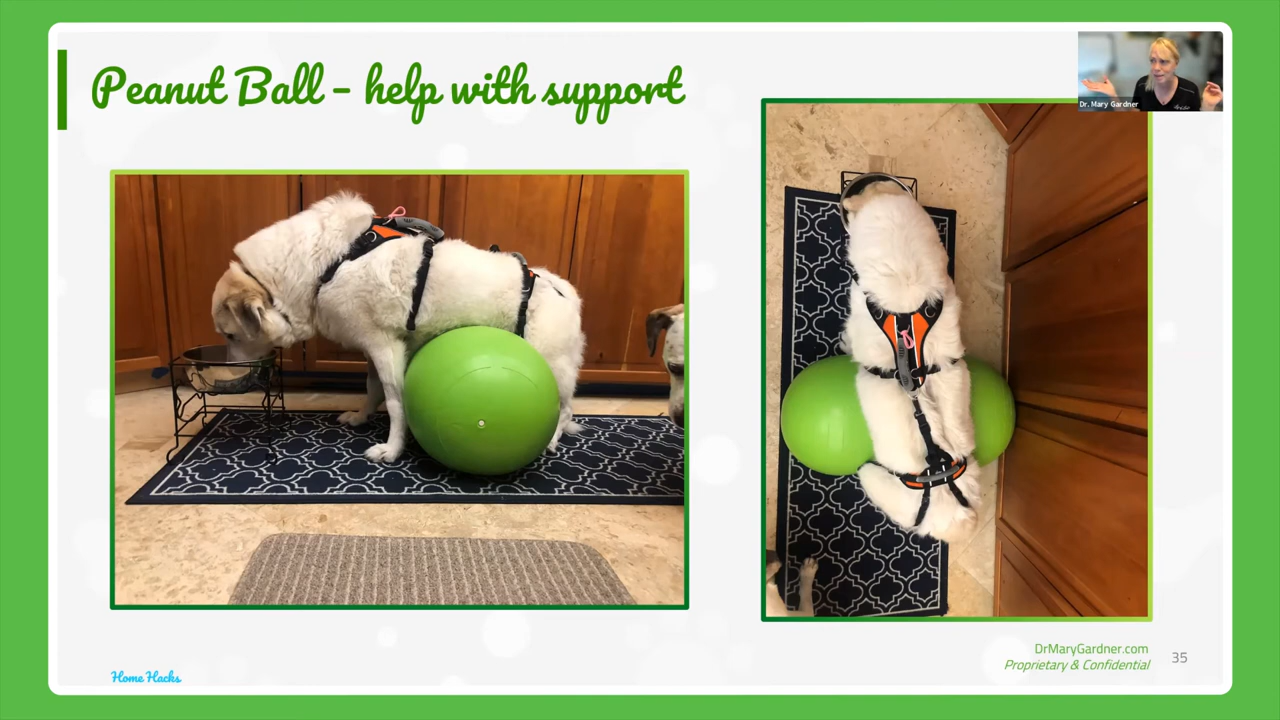 Peanut Ball – help with support
Dr. Mary Gardner
DrMaryGardner.com
Proprietary & Confidential
35
Home Hacks